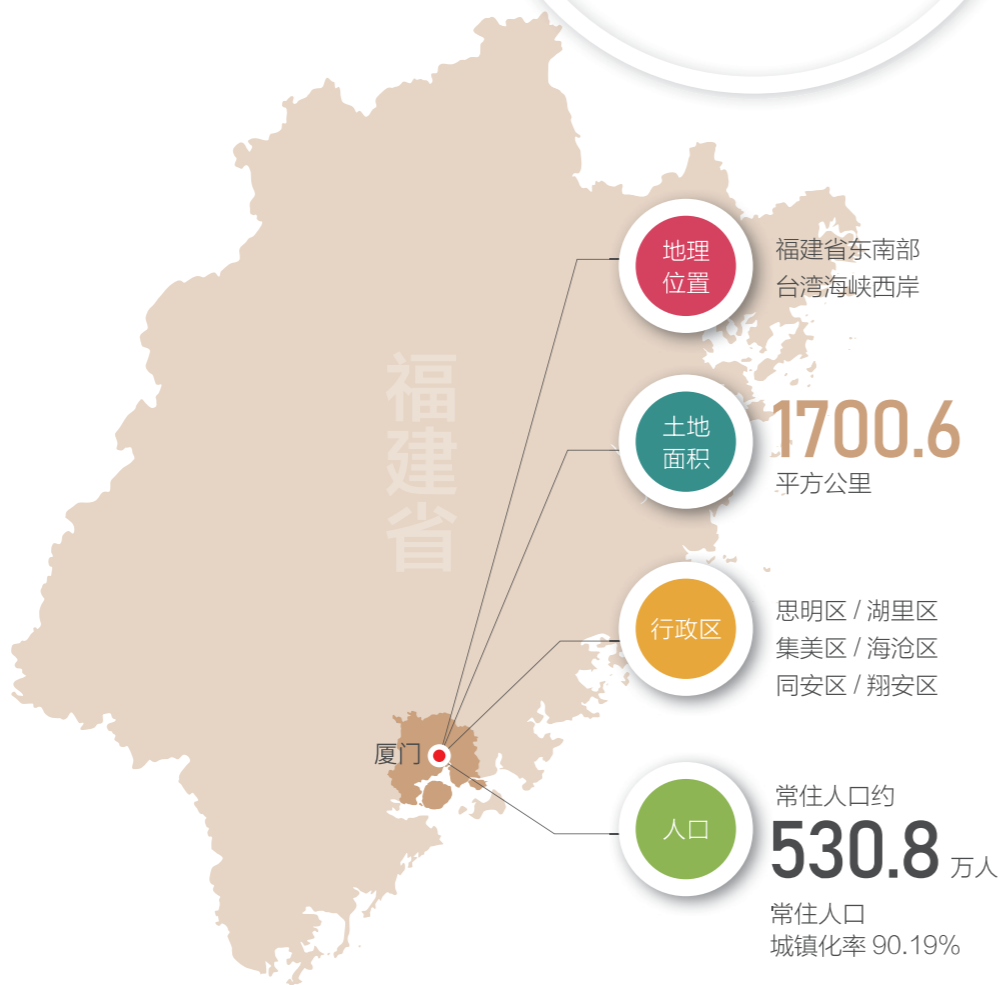 地理
位置
福建省东南部
台湾海峡西岸
福建省
土地
面积
1700.6
平方公里
行政区
思明区 / 湖里区
集美区 / 海沧区
同安区 / 翔安区
厦门
人口
常住人口约
530.8 万人
常住人口
城镇化率 90.19%